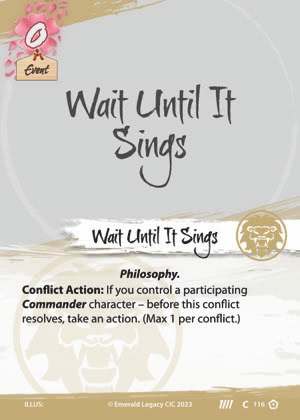 0
Event
Wait Until It
Sings
Wait Until It Sings
Philosophy.
Conflict Action: If you control a participating
Commander character – before this conflict
resolves, take an action. (Max 1 per conflict.)
ILLUS:
© Emerald Legacy CIC 2023
C 116